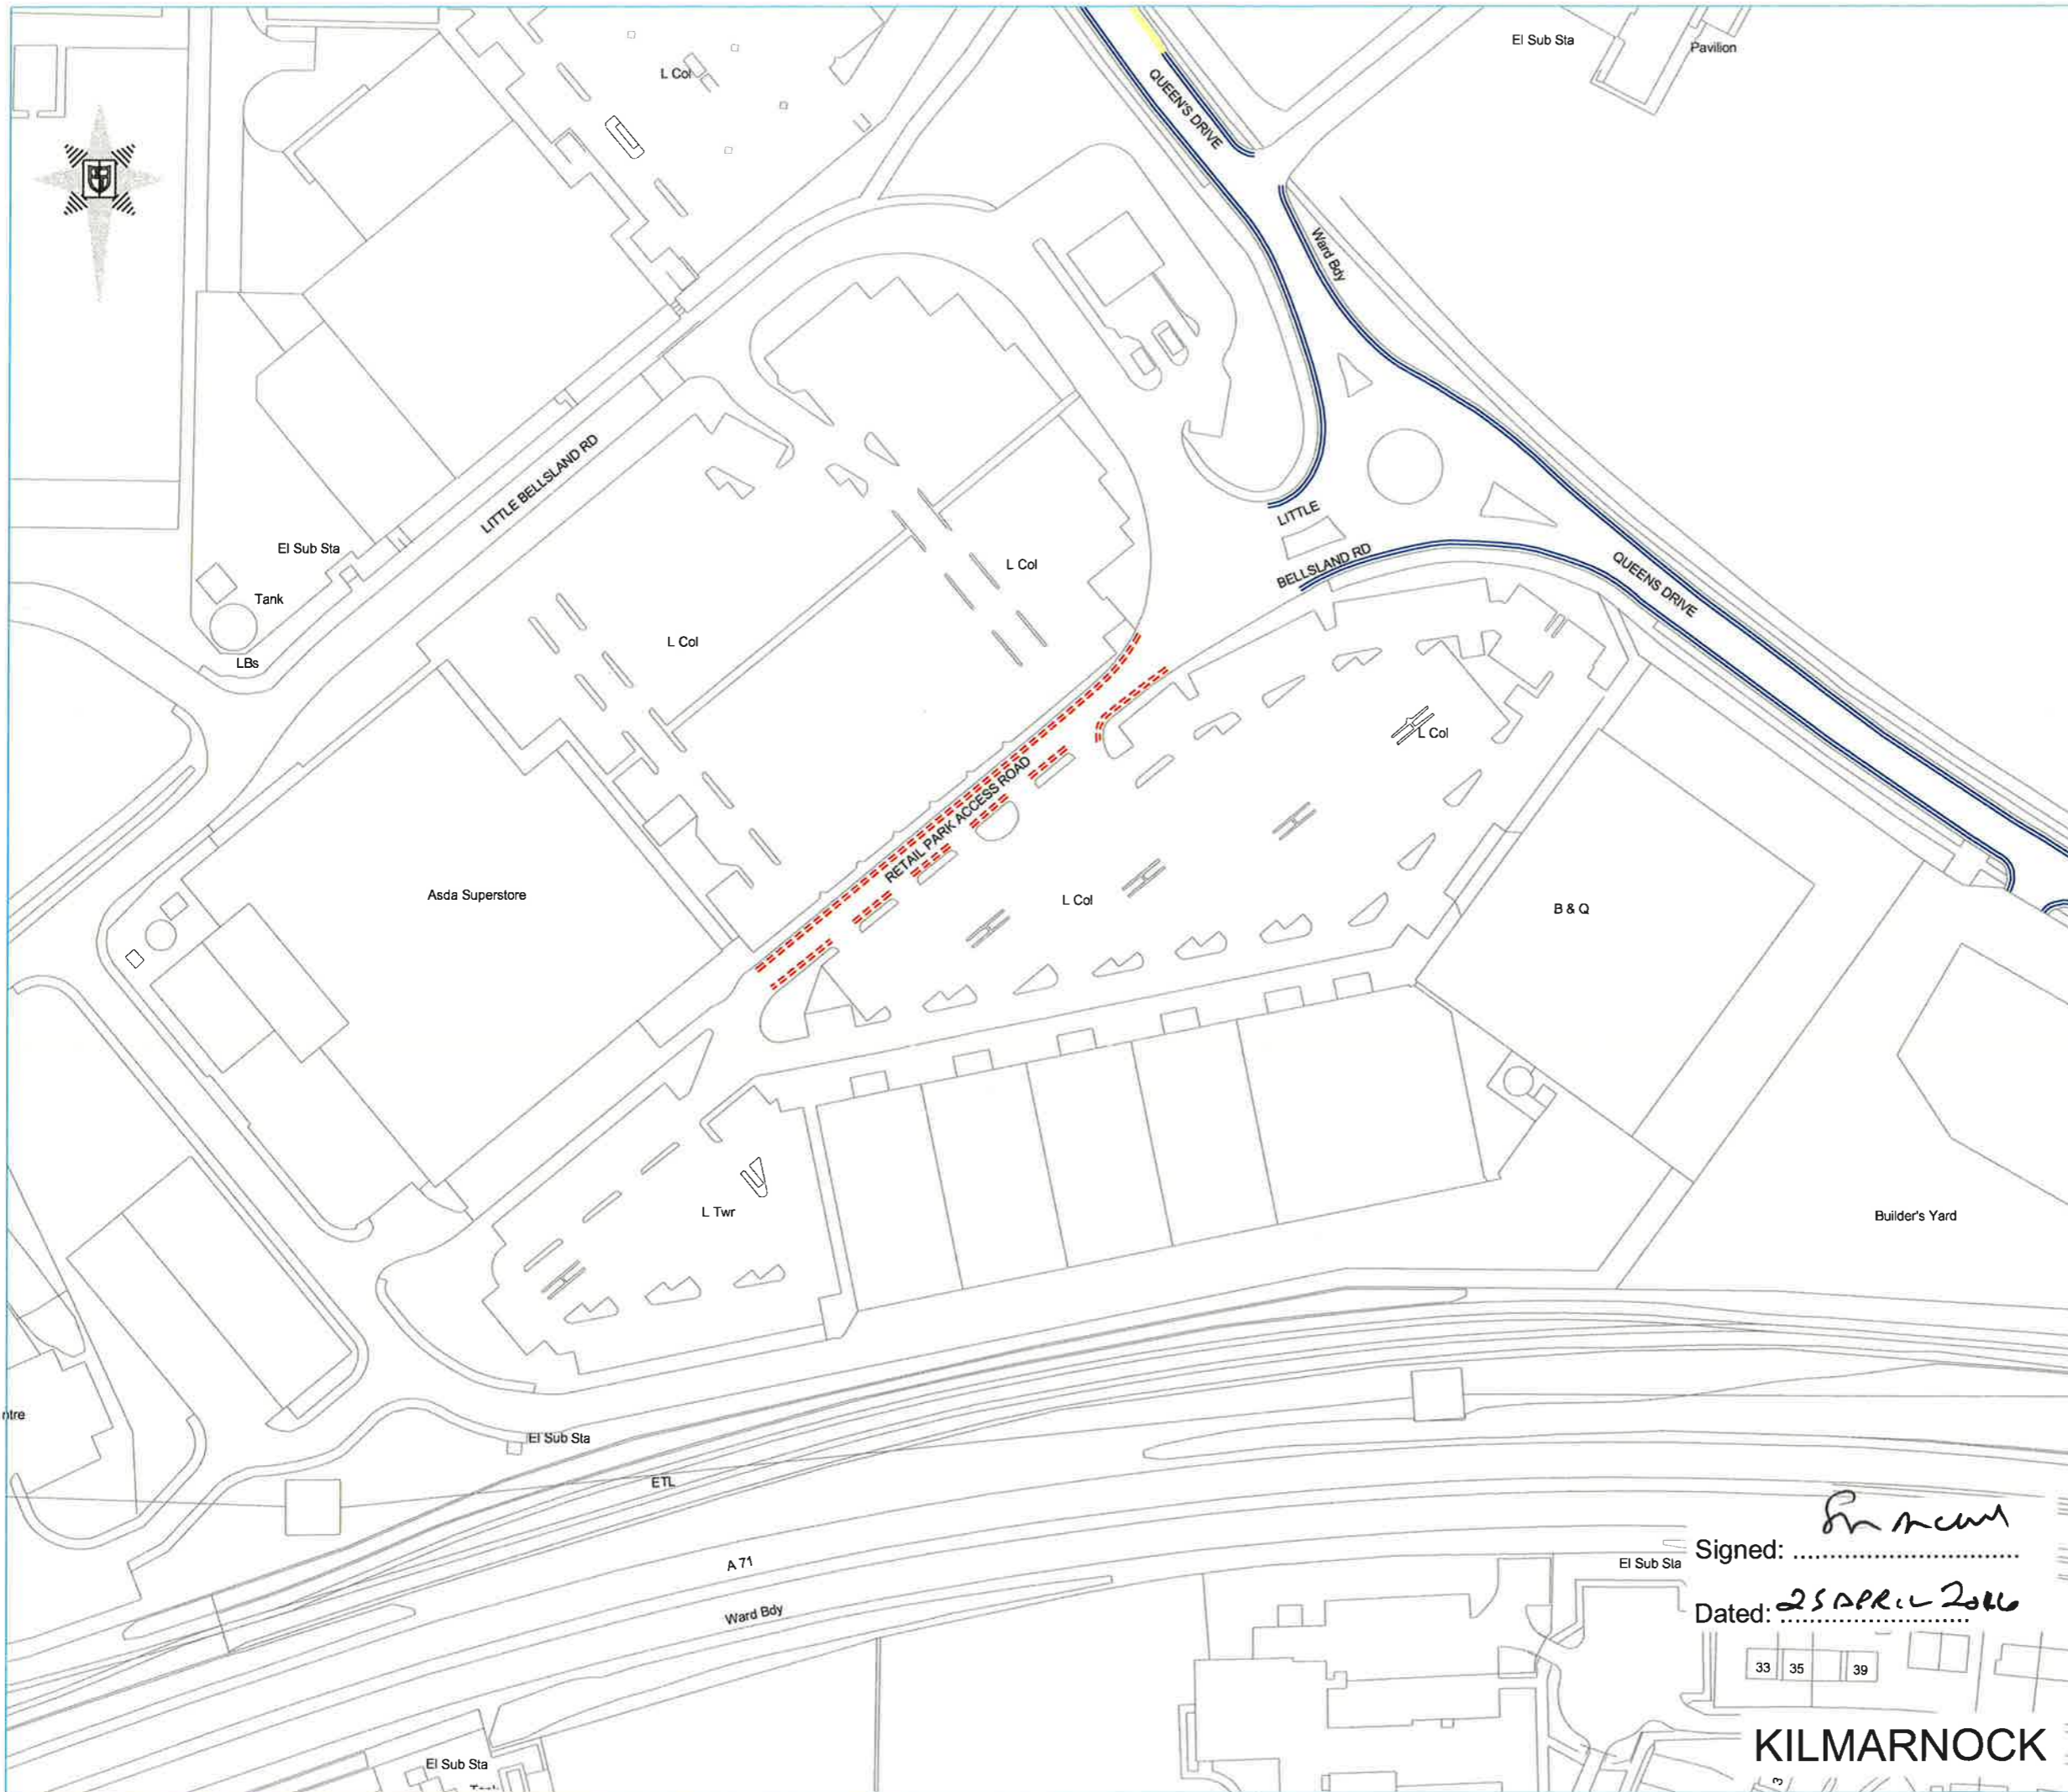 El Sub Sta
Pavilion
L Col
QUEEN'S DRIVE
Ward Bdy
LITTLE BELLSLAND RD
El Sub Sta
Tank
LBs
L Col
L Col
LITTLE
BELLSLAND RD
QUEENS DRIVE
L Col
RETAIL PARK ACCESS ROAD
Asda Superstore
L Col
B & Q
L Twr
Builder's Yard
ntre
El Sub Sta
ETL
A 71
Ward Bdy
El Sub Sta
Signed:
Dated: 25 APRIL
33 35 39
KILMARNOCK
El Sub Sta
3